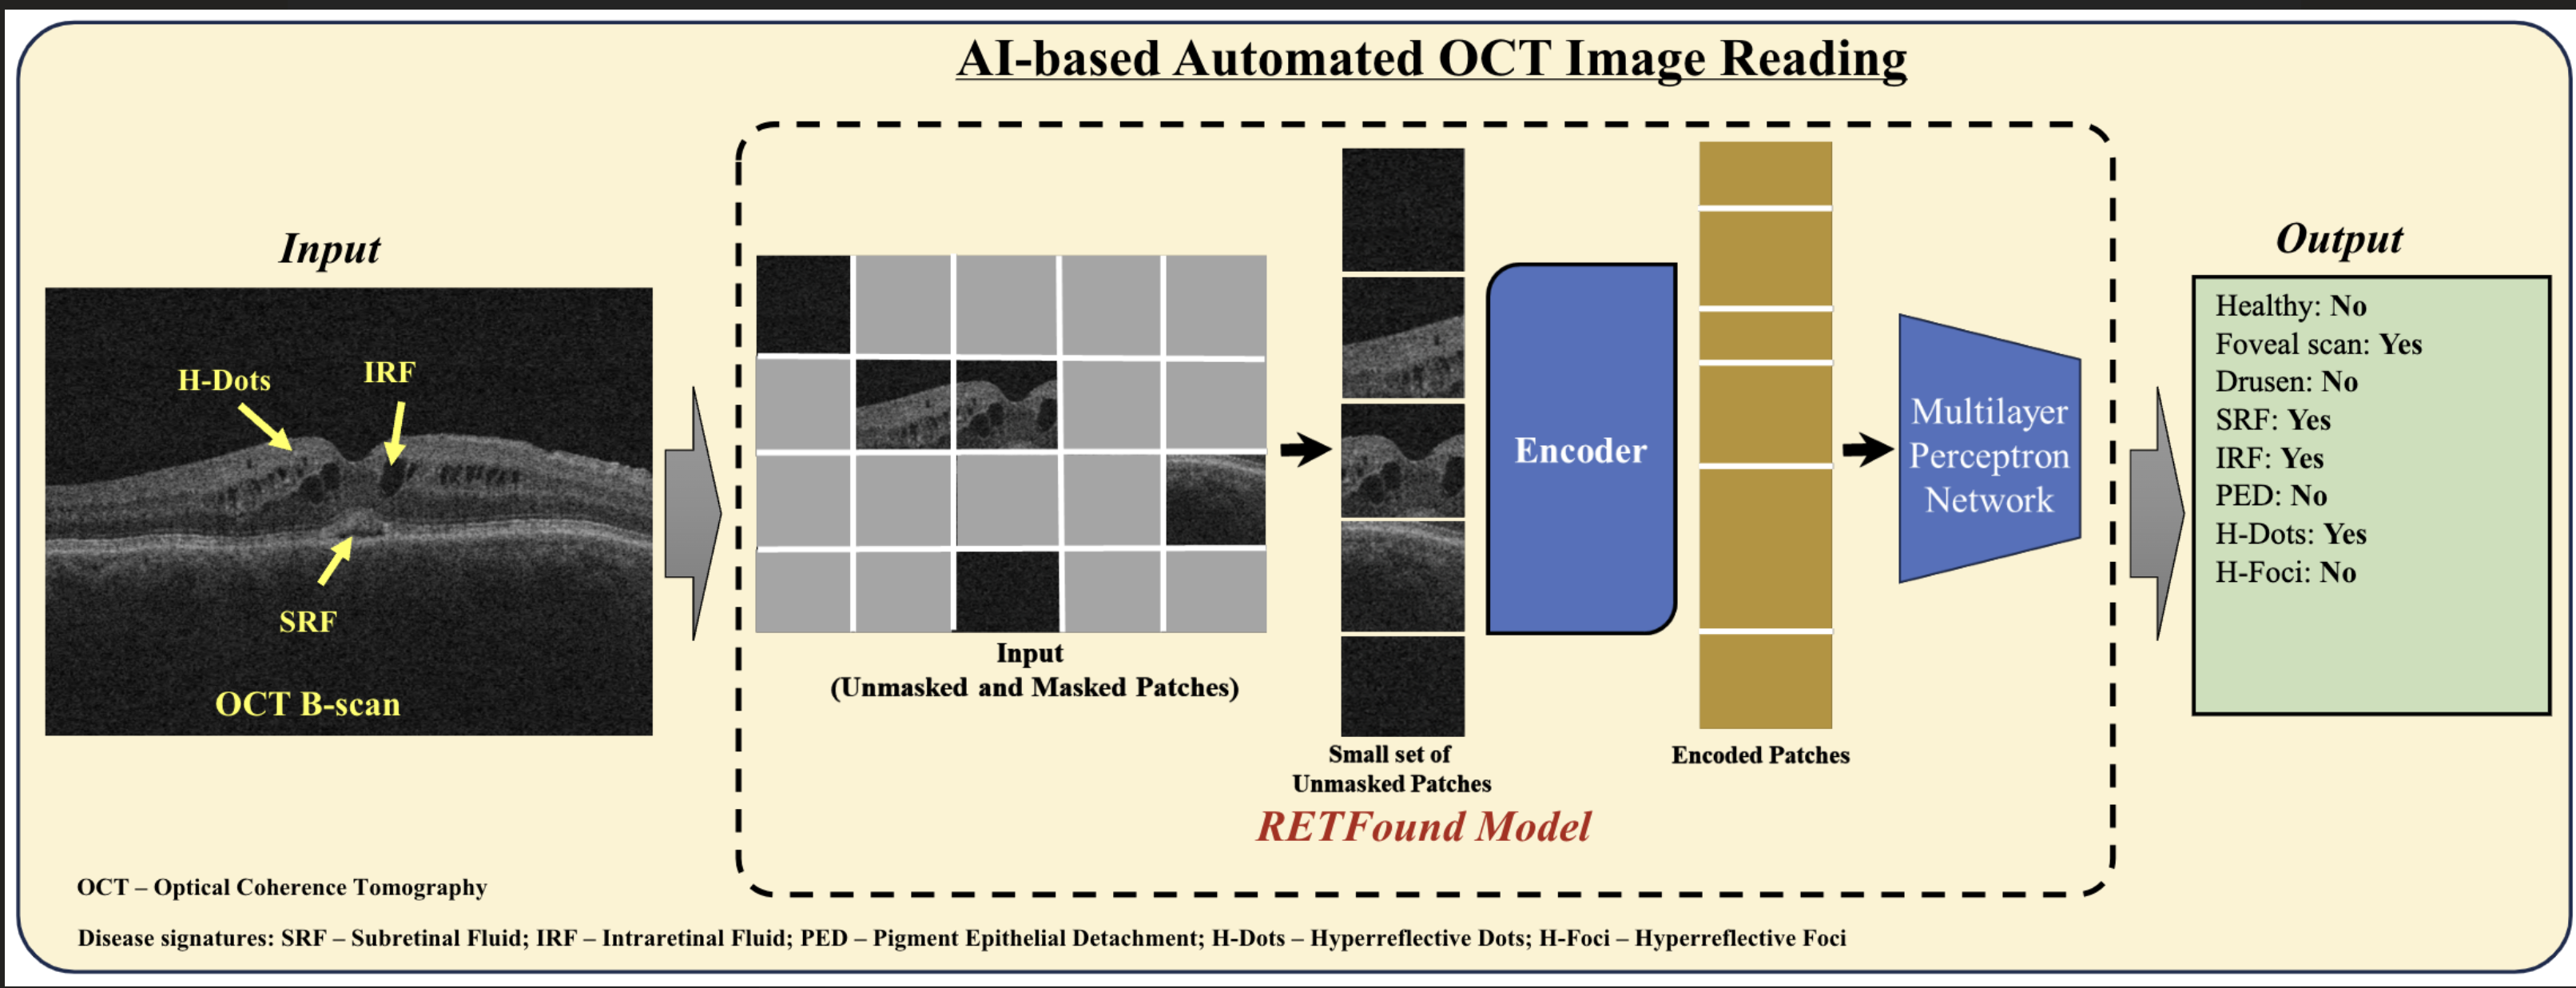 AI-based Automated OCT Image Reading
Input
H-Dots
IRF
SRF
OCT B-scan
Input
(Unmasked and Masked Patches)
Small set of
Unmasked Patches
Encoder
Encoded Patches
Multilayer
Perceptron
Network
RETFound Model
Output
Healthy: No
Foveal scan: Yes
Drusen: No
SRF: Yes
IRF: Yes
PED: No
H-Dots: Yes
H-Foci: No
OCT – Optical Coherence Tomography
Disease signatures: SRF – Subretinal Fluid; IRF – Intraretinal Fluid; PED – Pigment Epithelial Detachment; H-Dots – Hyperreflective Dots; H-Foci – Hyperreflective Foci